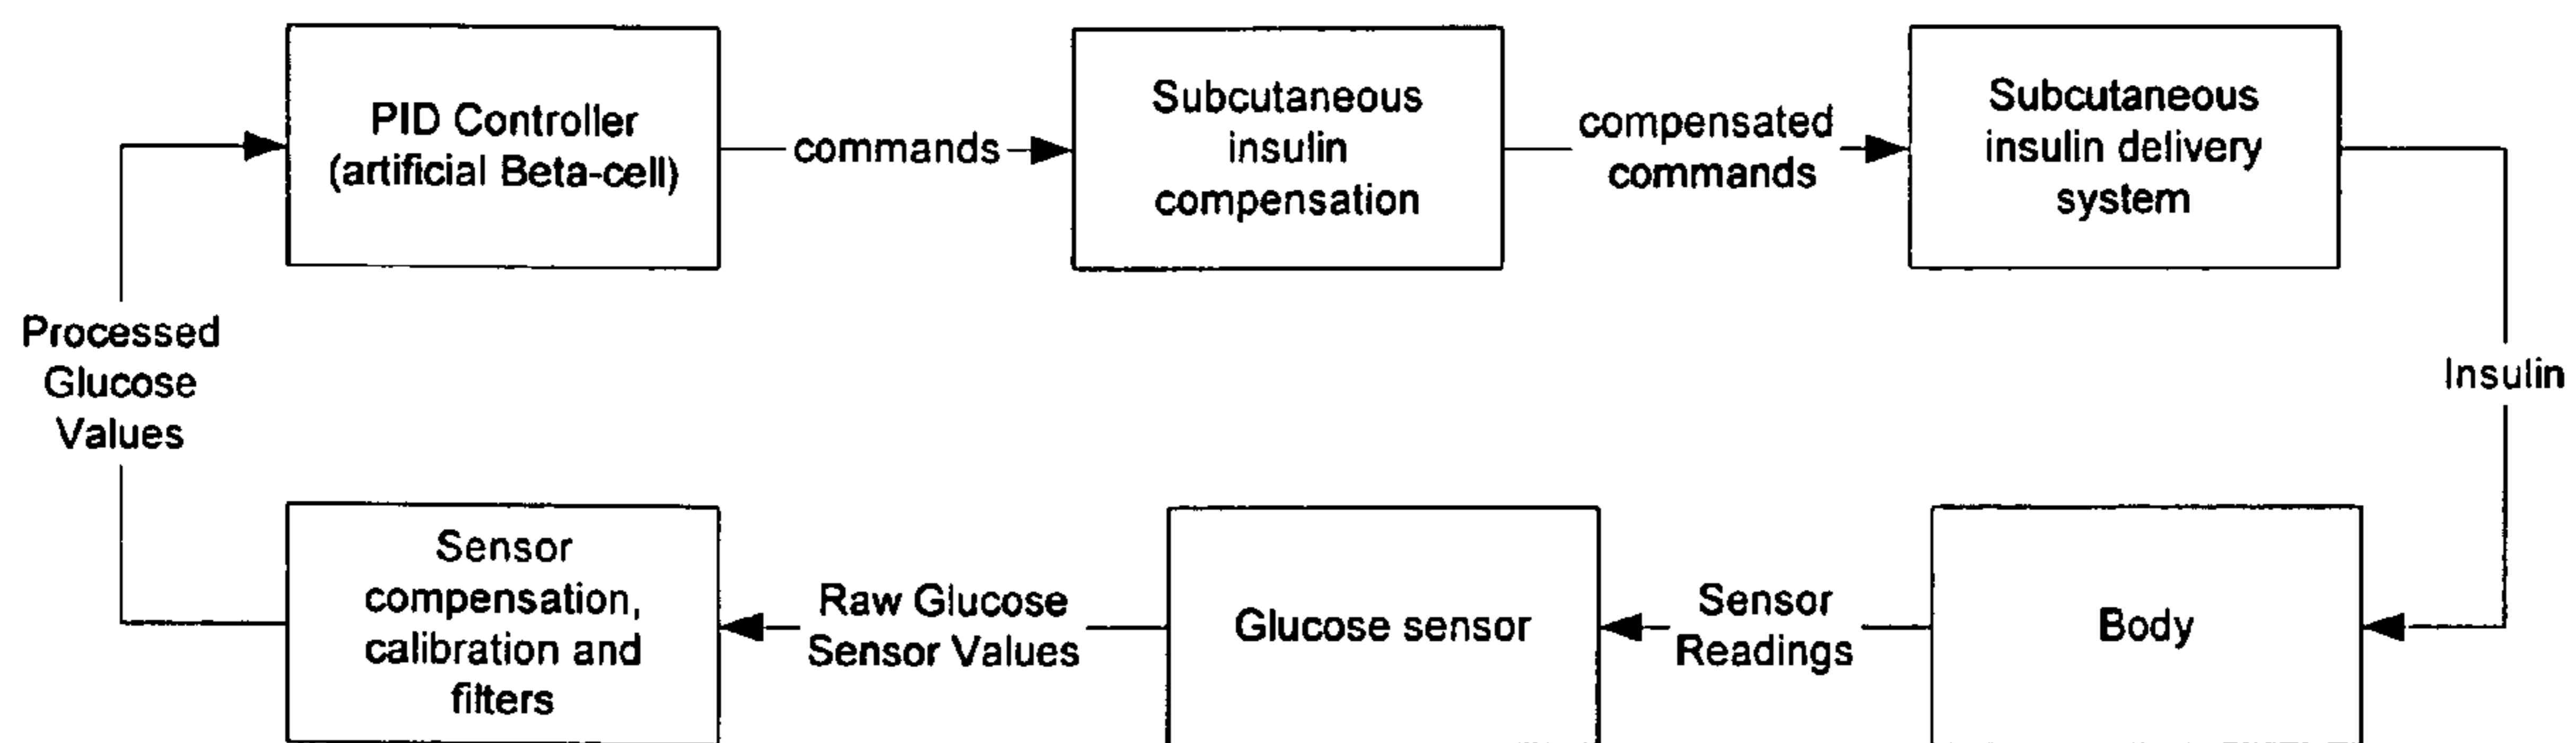 PID Controller
(artificial Beta-cell)
commands
Subcutaneous
insulin
compensation
compensated
commands
Subcutaneous
insulin delivery
system
Insulin
Body
Sensor
Readings
Glucose sensor
Raw Glucose
Sensor Values
Sensor
compensation,
calibration and
filters
Processed
Glucose
Values